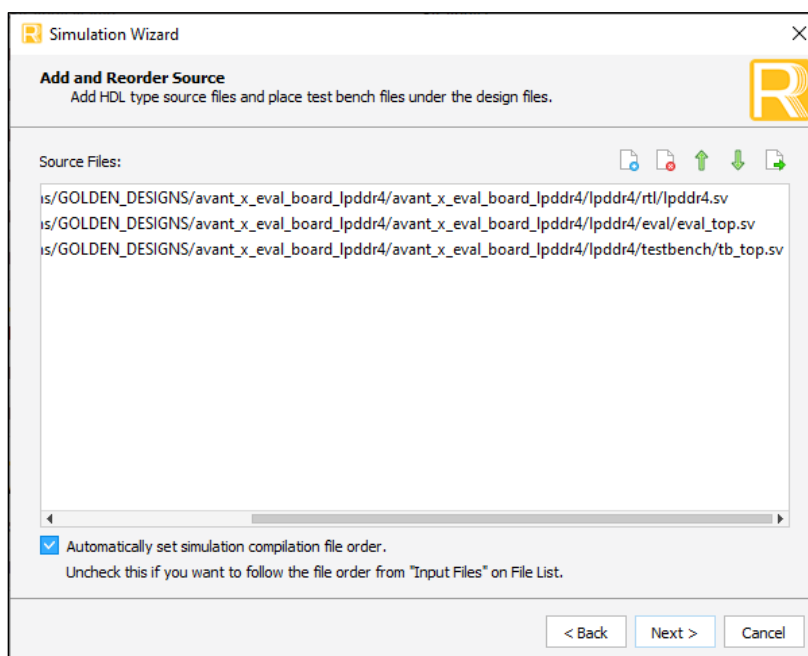 Simulation Wizard
Add and Reorder Source
Add HDL type source files and place test bench files under the design files.
Source Files:
ıs/GOLDEN_DESIGNS/avant_x_eval_board_lpddr4/avant_x_eval_board_lpddr4/lpddr4/rtl/lpddr4.sv
ıs/GOLDEN_DESIGNS/avant_x_eval_board_lpddr4/avant_x_eval_board_lpddr4/lpddr4/eval/eval_top.sv
ıs/GOLDEN_DESIGNS/avant_x_eval_board_lpddr4/avant_x_eval_board_lpddr4/lpddr4/testbench/tb_top.sv
Automatically set simulation compilation file order.
Uncheck this if you want to follow the file order from "Input Files" on File List.
< Back Next > Cancel